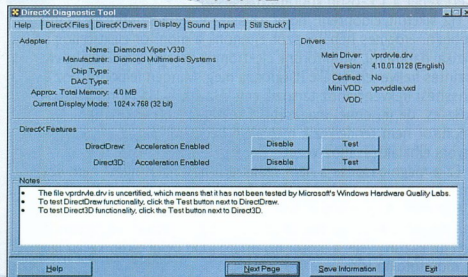 DirectX Diagnostic Tool
Help DirectX Files DirectX Drivers Display Sound Input Still Stuck?
Adapter
Name: Diamond Viper V330
Manufacturer: Diamond Multimedia Systems
Chip Type:
DAC Type:
Approx. Total Memory: 4.0 MB
Current Display Mode: 1024 x 768 (32 bit)
Drivers
Main Driver: vprdrvle.drv
Version: 4.10.01.0128 (English)
Certified: No
Mini VDD: vprvddle.vxd
VDD:
DirectX Features
DirectDraw Acceleration Enabled Disable Test
Direct3D Acceleration Enabled Disable Test
Notes
• The file vprdrvle.drv is uncertified, which means that it has not been tested by Microsoft's Windows Hardware Quality Labs.
• To test DirectDraw functionality, click the Test button next to DirectDraw.
• To test Direct3D functionality, click the Test button next to Direct3D.
Help Next Page Save Information Exit